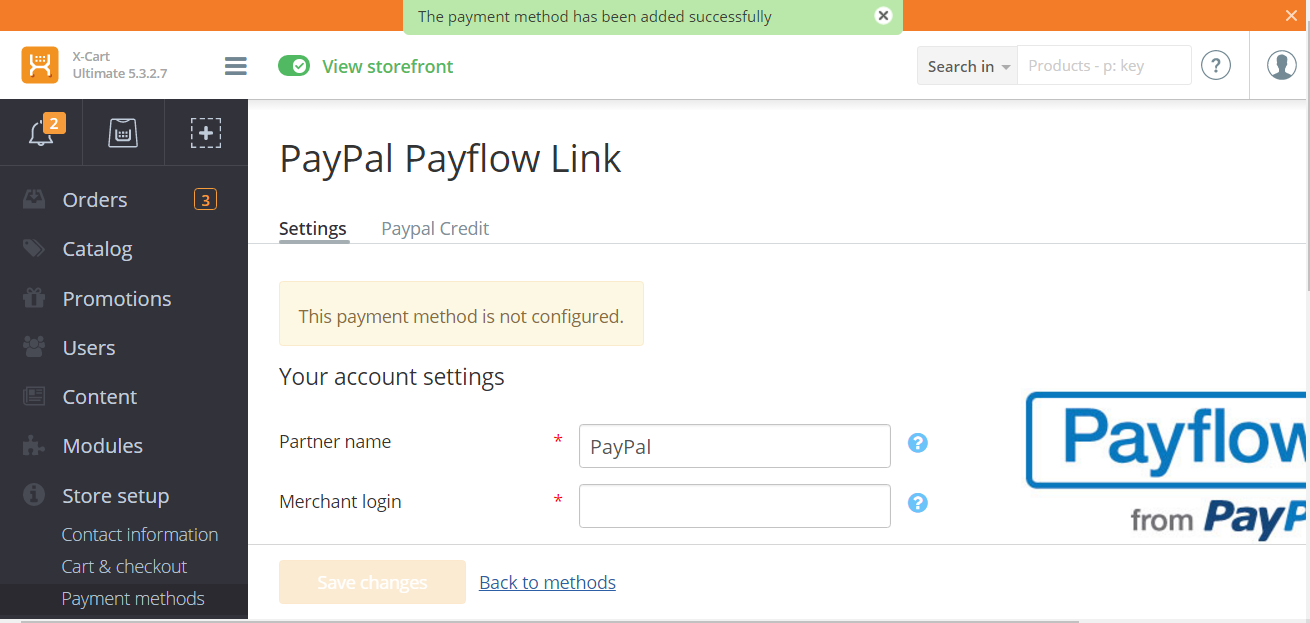 The payment method has been added successfully
X-Cart
Ultimate 5.3.2.7
View storefront
Search in
Products - p: key
?
2
PayPal Payflow Link
Orders 3
Settings Paypal Credit
Catalog
Promotions
This payment method is not configured.
Users
Your account settings
Content
Partner name * PayPal ?
Payflow
Modules
Store setup
Merchant login * ?
from PayP
Contact information
Cart & checkout
Save changes Back to methods
Payment methods